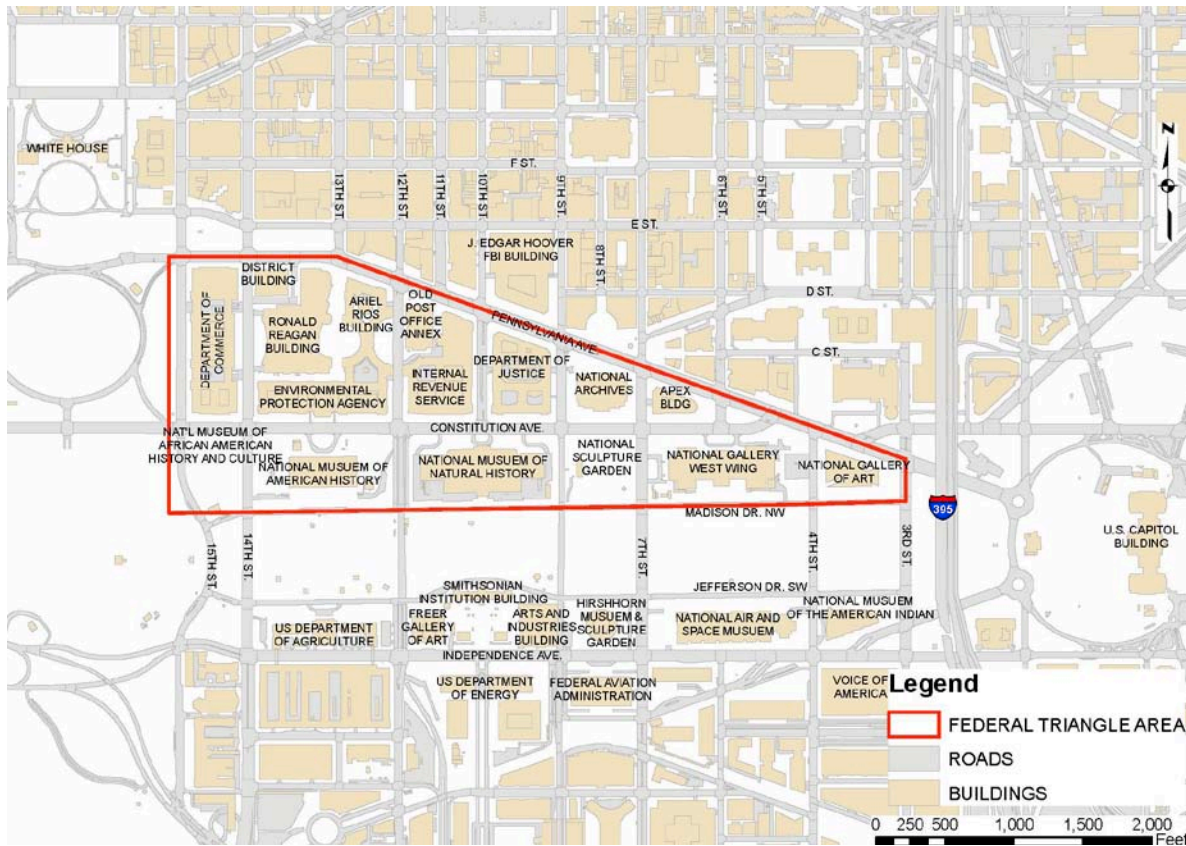 WHITE HOUSE
F ST.
13TH ST.
12TH ST.
11TH ST.
10TH ST.
9TH ST.
6TH ST.
5TH ST.
N
E ST.
J. EDGAR HOOVER
FBI BUILDING
8TH ST.
DISTRICT
BUILDING
D ST.
DEPARTMENT OF
COMMERCE
RONALD
REAGAN
BUILDING
ARIEL
RIOS
BUILDING
OLD
POST
OFFICE
ANNEX
PENNSYLVANIA AVE.
C ST.
ENVIRONMENTAL
PROTECTION AGENCY
INTERNAL
REVENUE
SERVICE
DEPARTMENT OF
JUSTICE
NATIONAL
ARCHIVES
APEX
BLDG
CONSTITUTION AVE.
NAT'L MUSEUM OF
AFRICAN AMERICAN
HISTORY AND CULTURE
NATIONAL MUSUEM OF
AMERICAN HISTORY
NATIONAL MUSUEM OF
NATURAL HISTORY
NATIONAL
SCULPTURE
GARDEN
NATIONAL GALLERY
WEST WING
NATIONAL GALLERY
OF ART
MADISON DR. NW
395
15TH ST.
14TH ST.
7TH ST.
4TH ST.
3RD ST.
U.S. CAPITOL
BUILDING
JEFFERSON DR. SW
SMITHSONIAN
INSTITUTION BUILDING
US DEPARTMENT
OF AGRICULTURE
FREER
GALLERY
OF ART
ARTS AND
INDUSTRIES
BUILDING
HIRSHHORN
MUSUEM &
SCULPTURE
GARDEN
NATIONAL AIR AND
SPACE MUSUEM
NATIONAL MUSUEM
OF THE AMERICAN INDIAN
INDEPENDENCE AVE.
US DEPARTMENT
OF ENERGY
FEDERAL AVIATION
ADMINISTRATION
VOICE OF
AMERICA
Legend
FEDERAL TRIANGLE AREA
ROADS
BUILDINGS
0 250 500 1,000 1,500 2,000
Feet